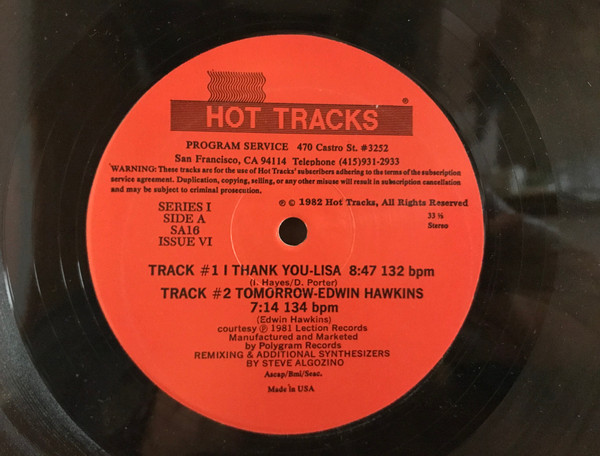 HOT TRACKS ®
PROGRAM SERVICE 470 Castro St. #3252
San Francisco, CA 94114 Telephone (415)931-2933
WARNING: These tracks are for the use of Hot Tracks' subscribers adhering to the terms of the subscription
service agreement. Duplication, copying, selling, or any other misuse will result in subscription cancellation
and may be subject to criminal prosecution.
℗ © 1982 Hot Tracks, All Rights Reserved
SERIES I
SIDE A
SA16
ISSUE VI
33 ⅓
Stereo
TRACK #1 I THANK YOU-LISA 8:47 132 bpm
(I. Hayes/D. Porter)
TRACK #2 TOMORROW-EDWIN HAWKINS
7:14 134 bpm
(Edwin Hawkins)
courtesy ℗ 1981 Lection Records
Manufactured and Marketed
by Polygram Records
REMIXING & ADDITIONAL SYNTHESIZERS
BY STEVE ALGOZINO
Ascap/Bmi/Seac.
Made in USA